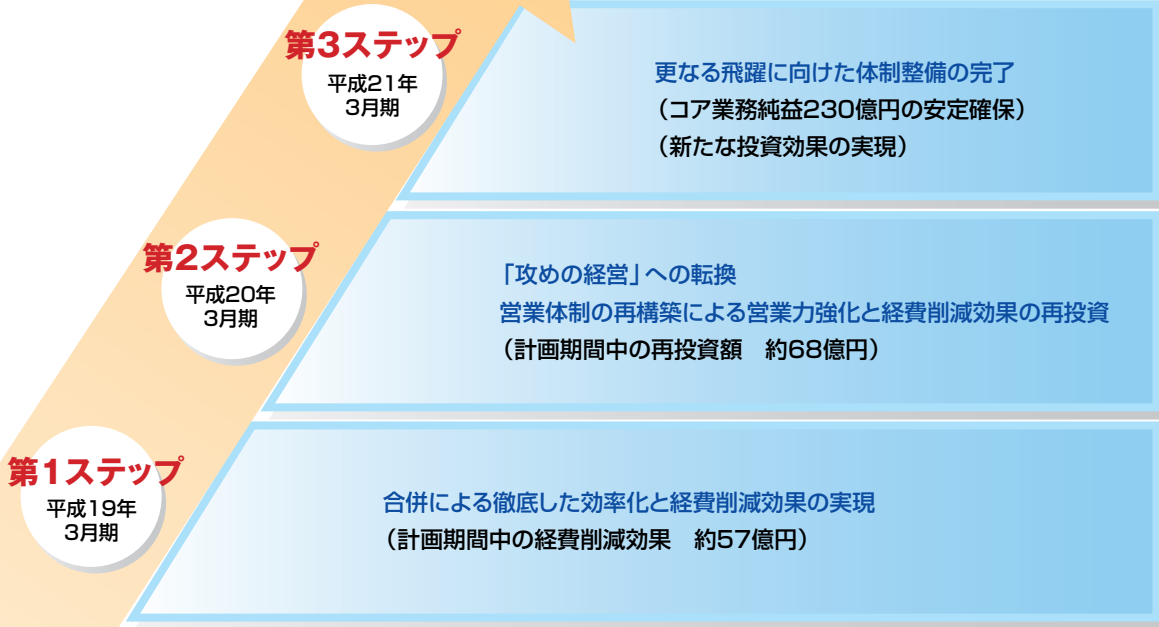 第3ステップ
平成21年
3月期
更なる飛躍に向けた体制整備の完了
（コア業務純益230億円の安定確保）
（新たな投資効果の実現）
第2ステップ
平成20年
3月期
「攻めの経営」への転換
営業体制の再構築による営業力強化と経費削減効果の再投資
（計画期間中の再投資額　約68億円）
第1ステップ
平成19年
3月期
合併による徹底した効率化と経費削減効果の実現
（計画期間中の経費削減効果　約57億円）